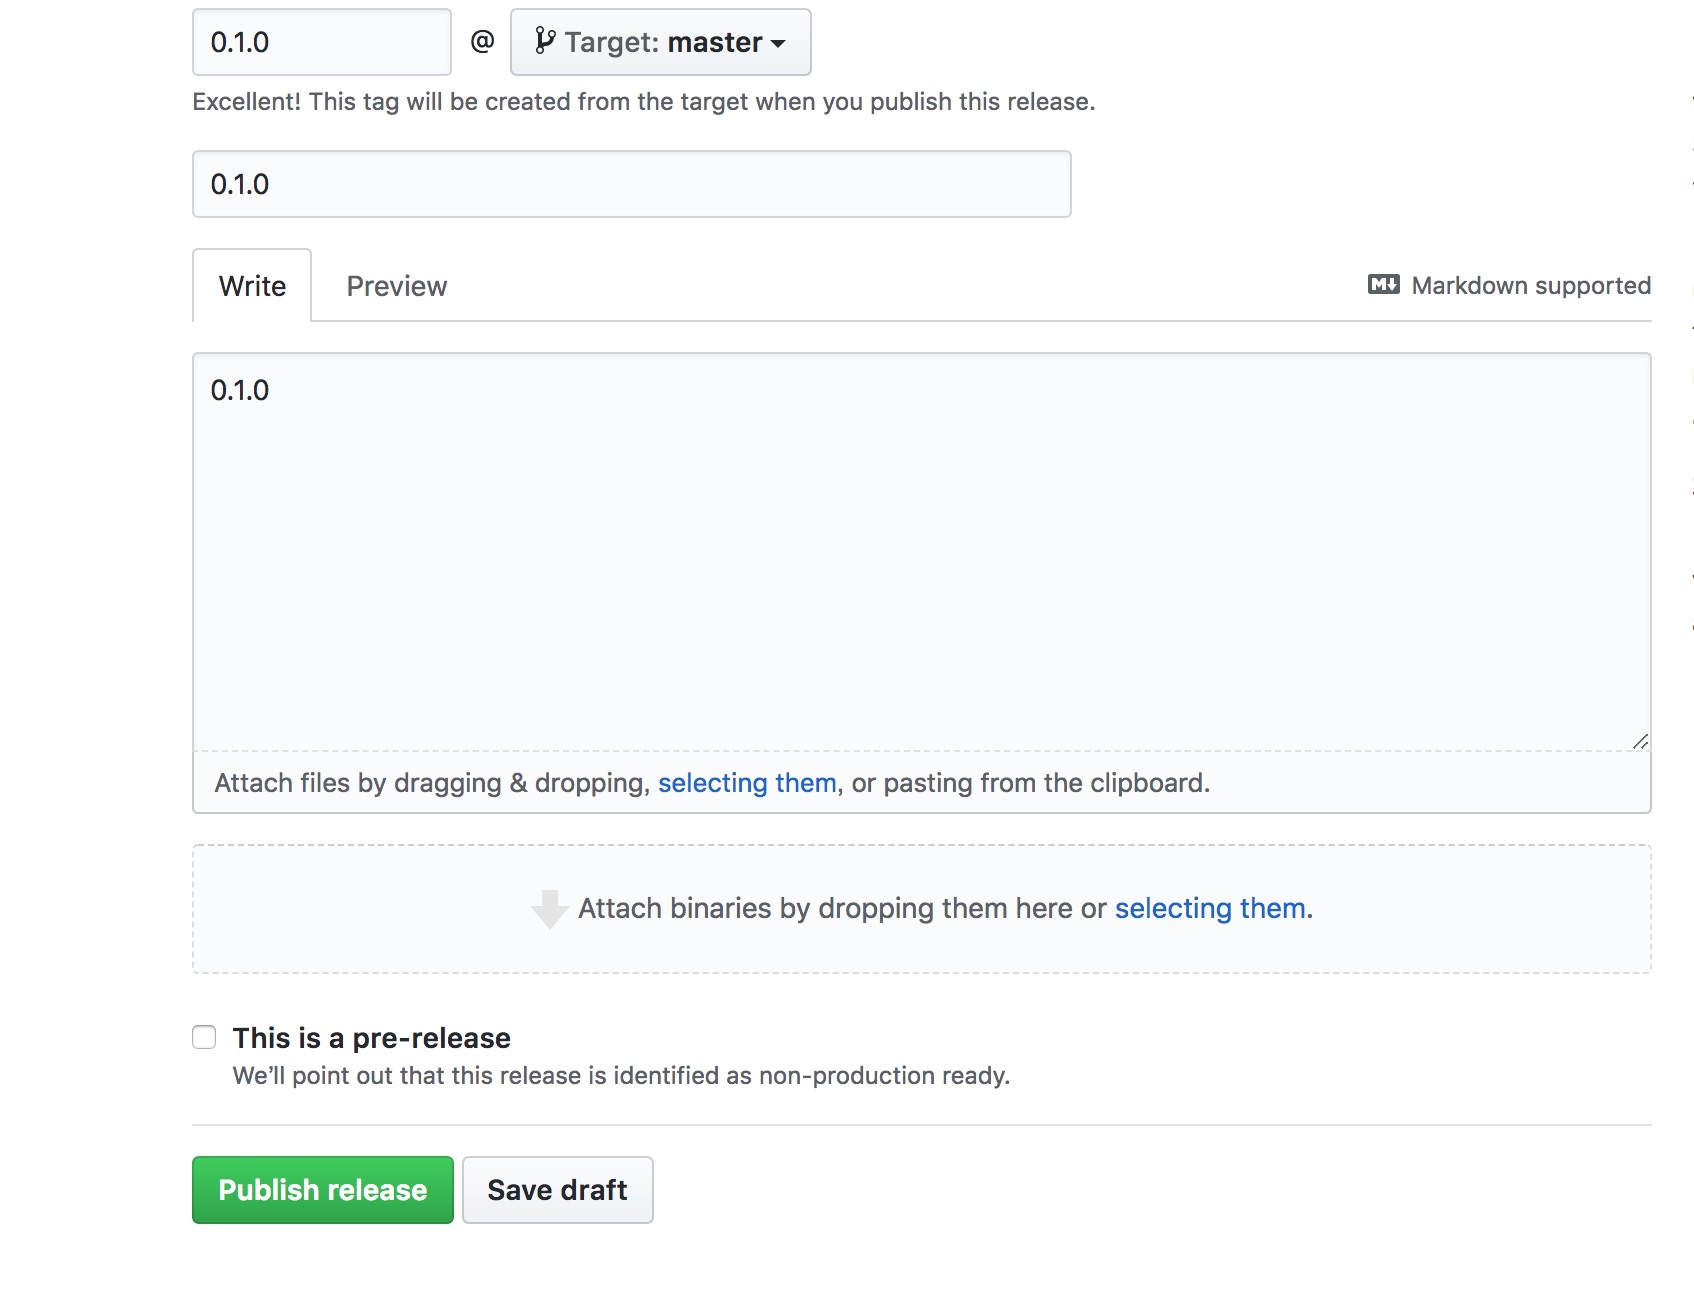 0.1.0 @ Target: master
Excellent! This tag will be created from the target when you publish this release.
0.1.0
Write Preview Markdown supported
0.1.0
Attach files by dragging & dropping, selecting them, or pasting from the clipboard.
Attach binaries by dropping them here or selecting them.
This is a pre-release
We’ll point out that this release is identified as non-production ready.
Publish release Save draft